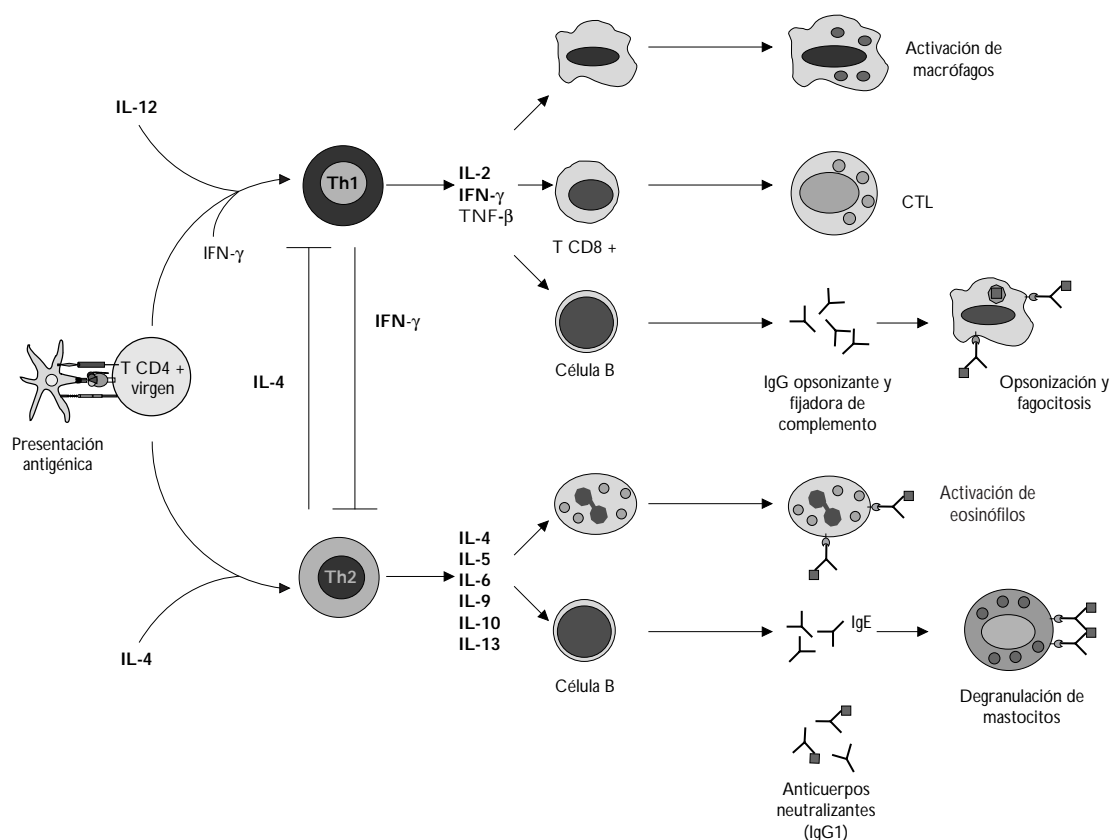 Activación de
macrófagos
IL-12
Th1
IL-2
IFN-γ
TNF-β
T CD8 +
CTL
IFN-γ
IFN-γ
IL-4
T CD4 +
virgen
Presentación
antigénica
Célula B
IgG opsonizante y
fijadora de
complemento
Opsonización y
fagocitosis
Activación de
eosinófilos
Th2
IL-4
IL-5
IL-6
IL-9
IL-10
IL-13
IL-4
Célula B
IgE
Degranulación de
mastocitos
Anticuerpos
neutralizantes
(IgG1)